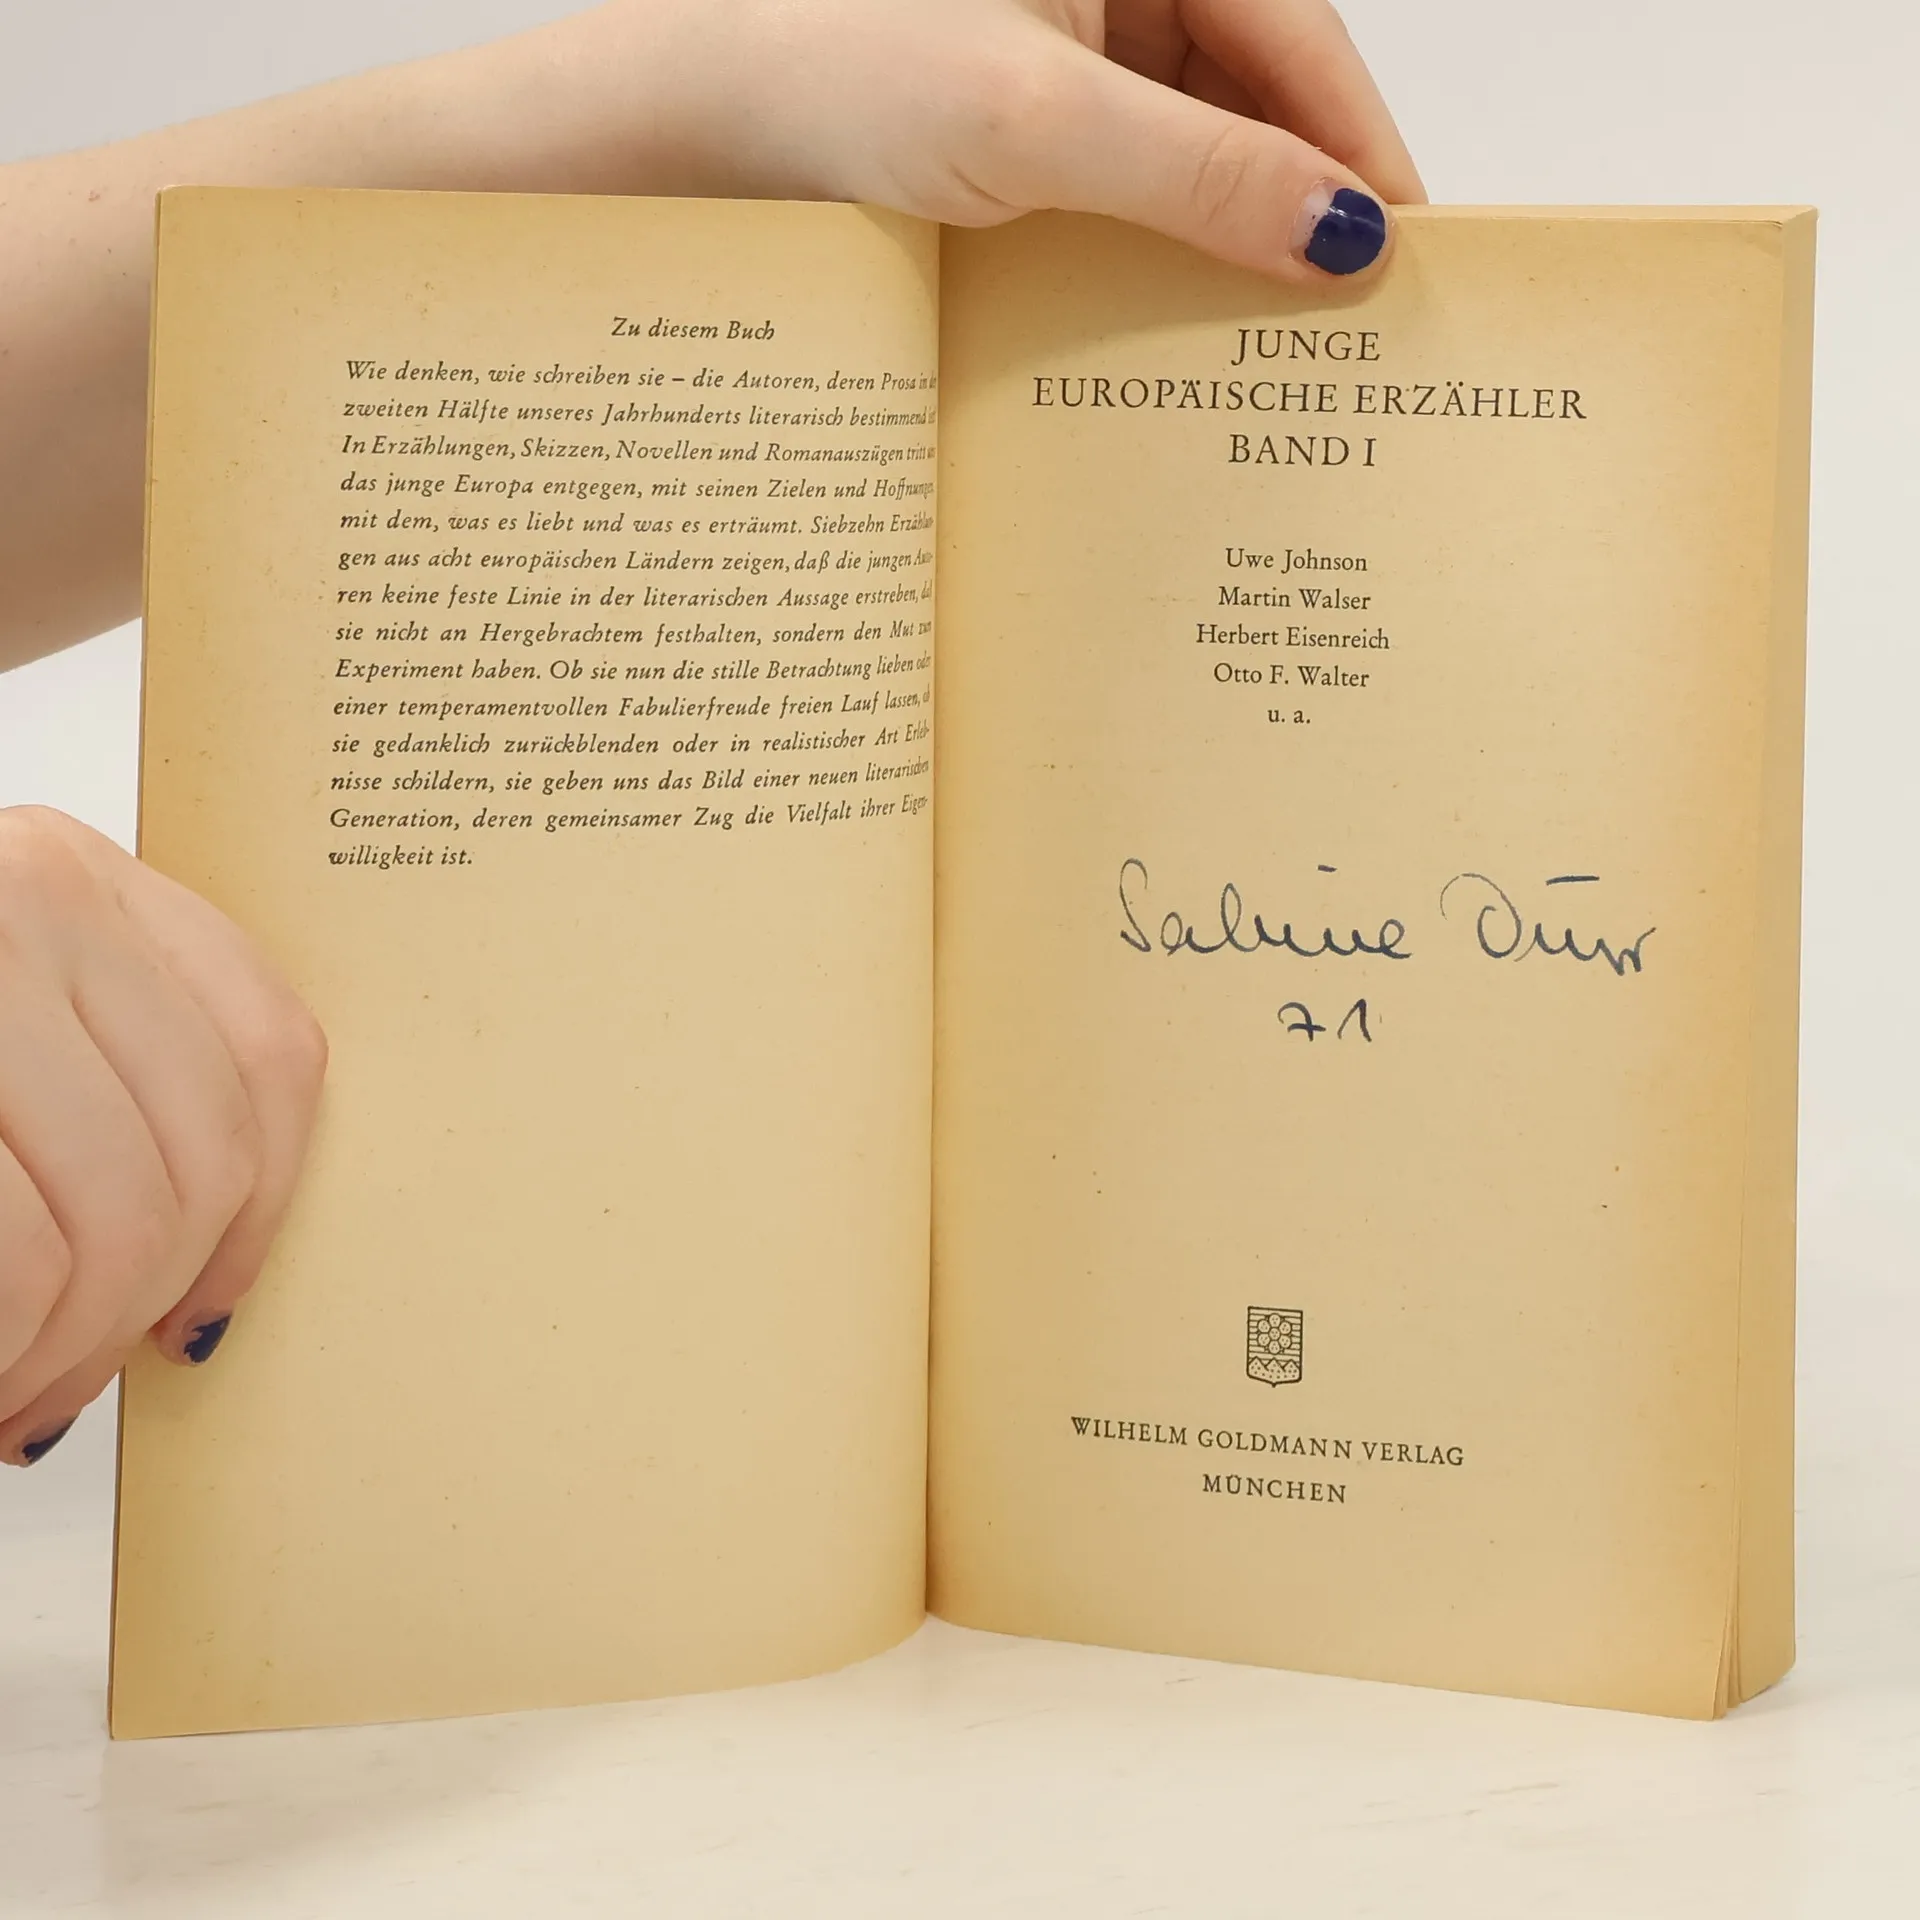 Zu diesem Buch
Wie denken, wie schreiben sie – die Autoren, deren Prosa in der
zweiten Hälfte unseres Jahrhunderts literarisch bestimmend ist
In Erzählungen, Skizzen, Novellen und Romanauszügen tritt uns
das junge Europa entgegen, mit seinen Zielen und Hoffnungen,
mit dem, was es liebt und was es erträumt. Siebzehn Erzählun-
gen aus acht europäischen Ländern zeigen, daß die jungen Auto-
ren keine feste Linie in der literarischen Aussage erstreben, daß
sie nicht an Hergebrachtem festhalten, sondern den Mut zum
Experiment haben. Ob sie nun die stille Betrachtung lieben oder
einer temperamentvollen Fabulierfreude freien Lauf lassen, ob
sie gedanklich zurückblenden oder in realistischer Art Erleb-
nisse schildern, sie geben uns das Bild einer neuen literarischen
Generation, deren gemeinsamer Zug die Vielfalt ihrer Eigen-
willigkeit ist.
JUNGE
EUROPÄISCHE ERZÄHLER
BAND I
Uwe Johnson
Martin Walser
Herbert Eisenreich
Otto F. Walter
u. a.
Sabine Dürr
71
WILHELM GOLDMANN VERLAG
MÜNCHEN